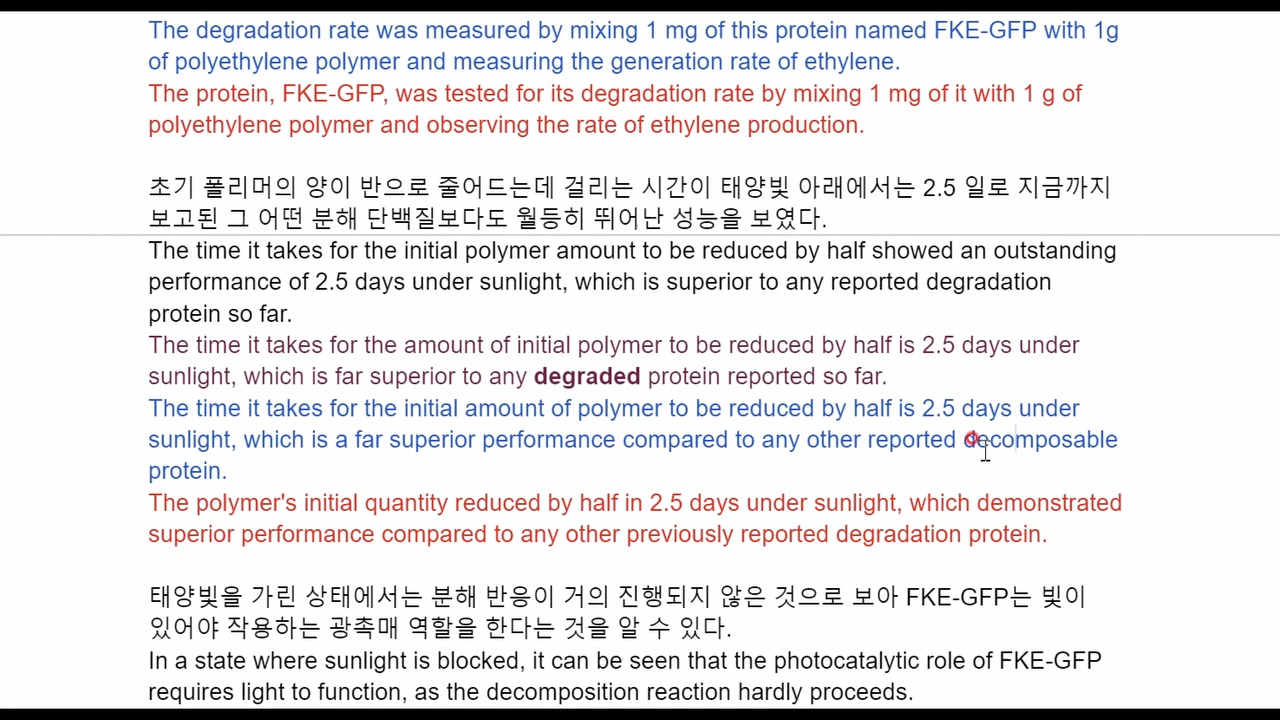 The degradation rate was measured by mixing 1 mg of this protein named FKE-GFP with 1g
of polyethylene polymer and measuring the generation rate of ethylene.
The protein, FKE-GFP, was tested for its degradation rate by mixing 1 mg of it with 1 g of
polyethylene polymer and observing the rate of ethylene production.
초기 폴리머의 양이 반으로 줄어드는데 걸리는 시간이 태양빛 아래에서는 2.5 일로 지금까지
보고된 그 어떤 분해 단백질보다도 월등히 뛰어난 성능을 보였다.
The time it takes for the initial polymer amount to be reduced by half showed an outstanding
performance of 2.5 days under sunlight, which is superior to any reported degradation
protein so far.
The time it takes for the amount of initial polymer to be reduced by half is 2.5 days under
sunlight, which is far superior to any degraded protein reported so far.
The time it takes for the initial amount of polymer to be reduced by half is 2.5 days under
sunlight, which is a far superior performance compared to any other reported decomposable
protein.
The polymer's initial quantity reduced by half in 2.5 days under sunlight, which demonstrated
superior performance compared to any other previously reported degradation protein.
태양빛을 가린 상태에서는 분해 반응이 거의 진행되지 않은 것으로 보아 FKE-GFP는 빛이
있어야 작용하는 광촉매 역할을 한다는 것을 알 수 있다.
In a state where sunlight is blocked, it can be seen that the photocatalytic role of FKE-GFP
requires light to function, as the decomposition reaction hardly proceeds.